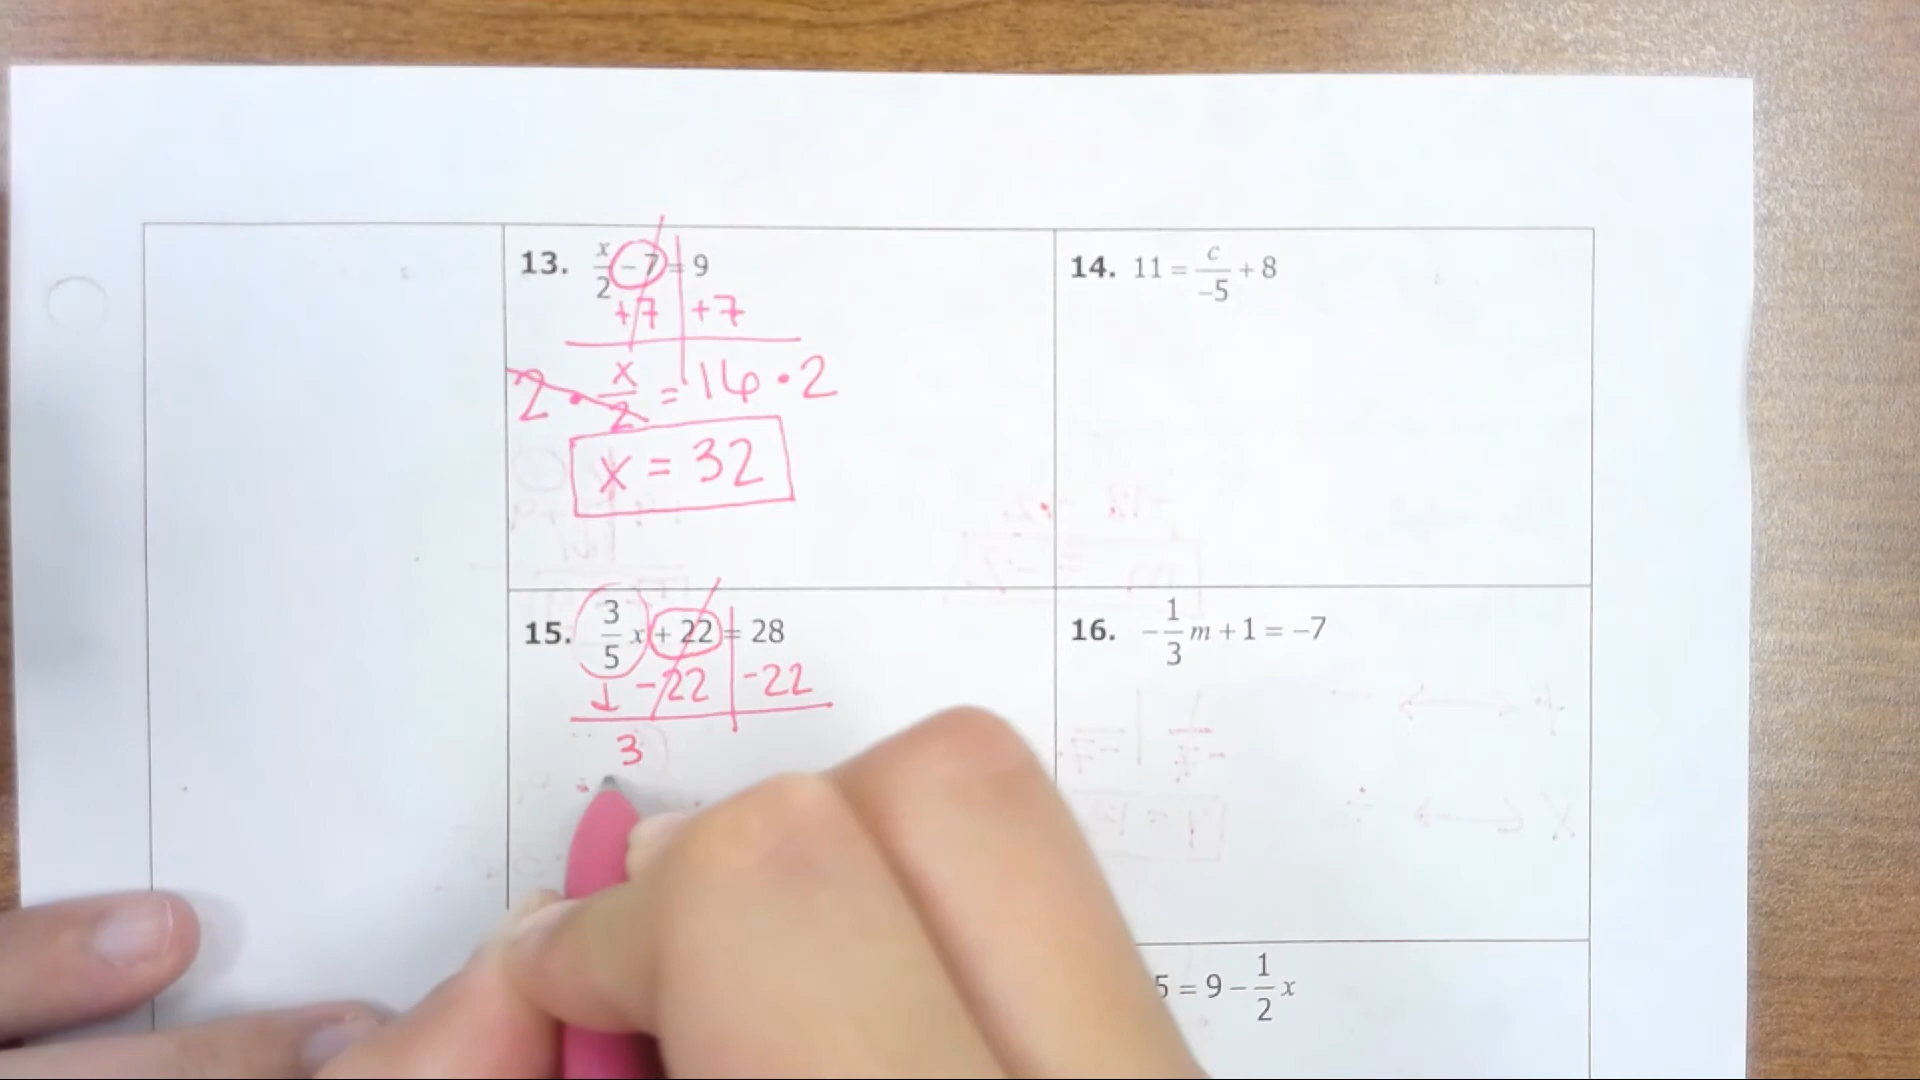 13. x/2 - 7 = 9
+7 | +7
2 · x/2 = 16 · 2
x = 32
14. 11 = c/-5 + 8
15. 3/5 x + 22 = 28
↓ -22 | -22
3
16. -1/3 m + 1 = -7
5 = 9 - 1/2 x